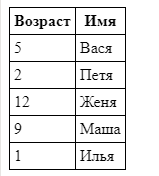 Возраст Имя
5 Вася
2 Петя
12 Женя
9 Маша
1 Илья